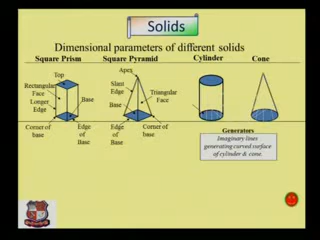 Solids
Dimensional parameters of different solids
Square Prism
Square Pyramid
Cylinder
Cone
Top
Rectangular
Face
Longer
Edge
Base
Corner of
base
Edge
of
Base
Apex
Slant
Edge
Triangular
Face
Base
Edge
of
Base
Corner of
base
Generators
Imaginary lines
generating curved surface
of cylinder & cone.